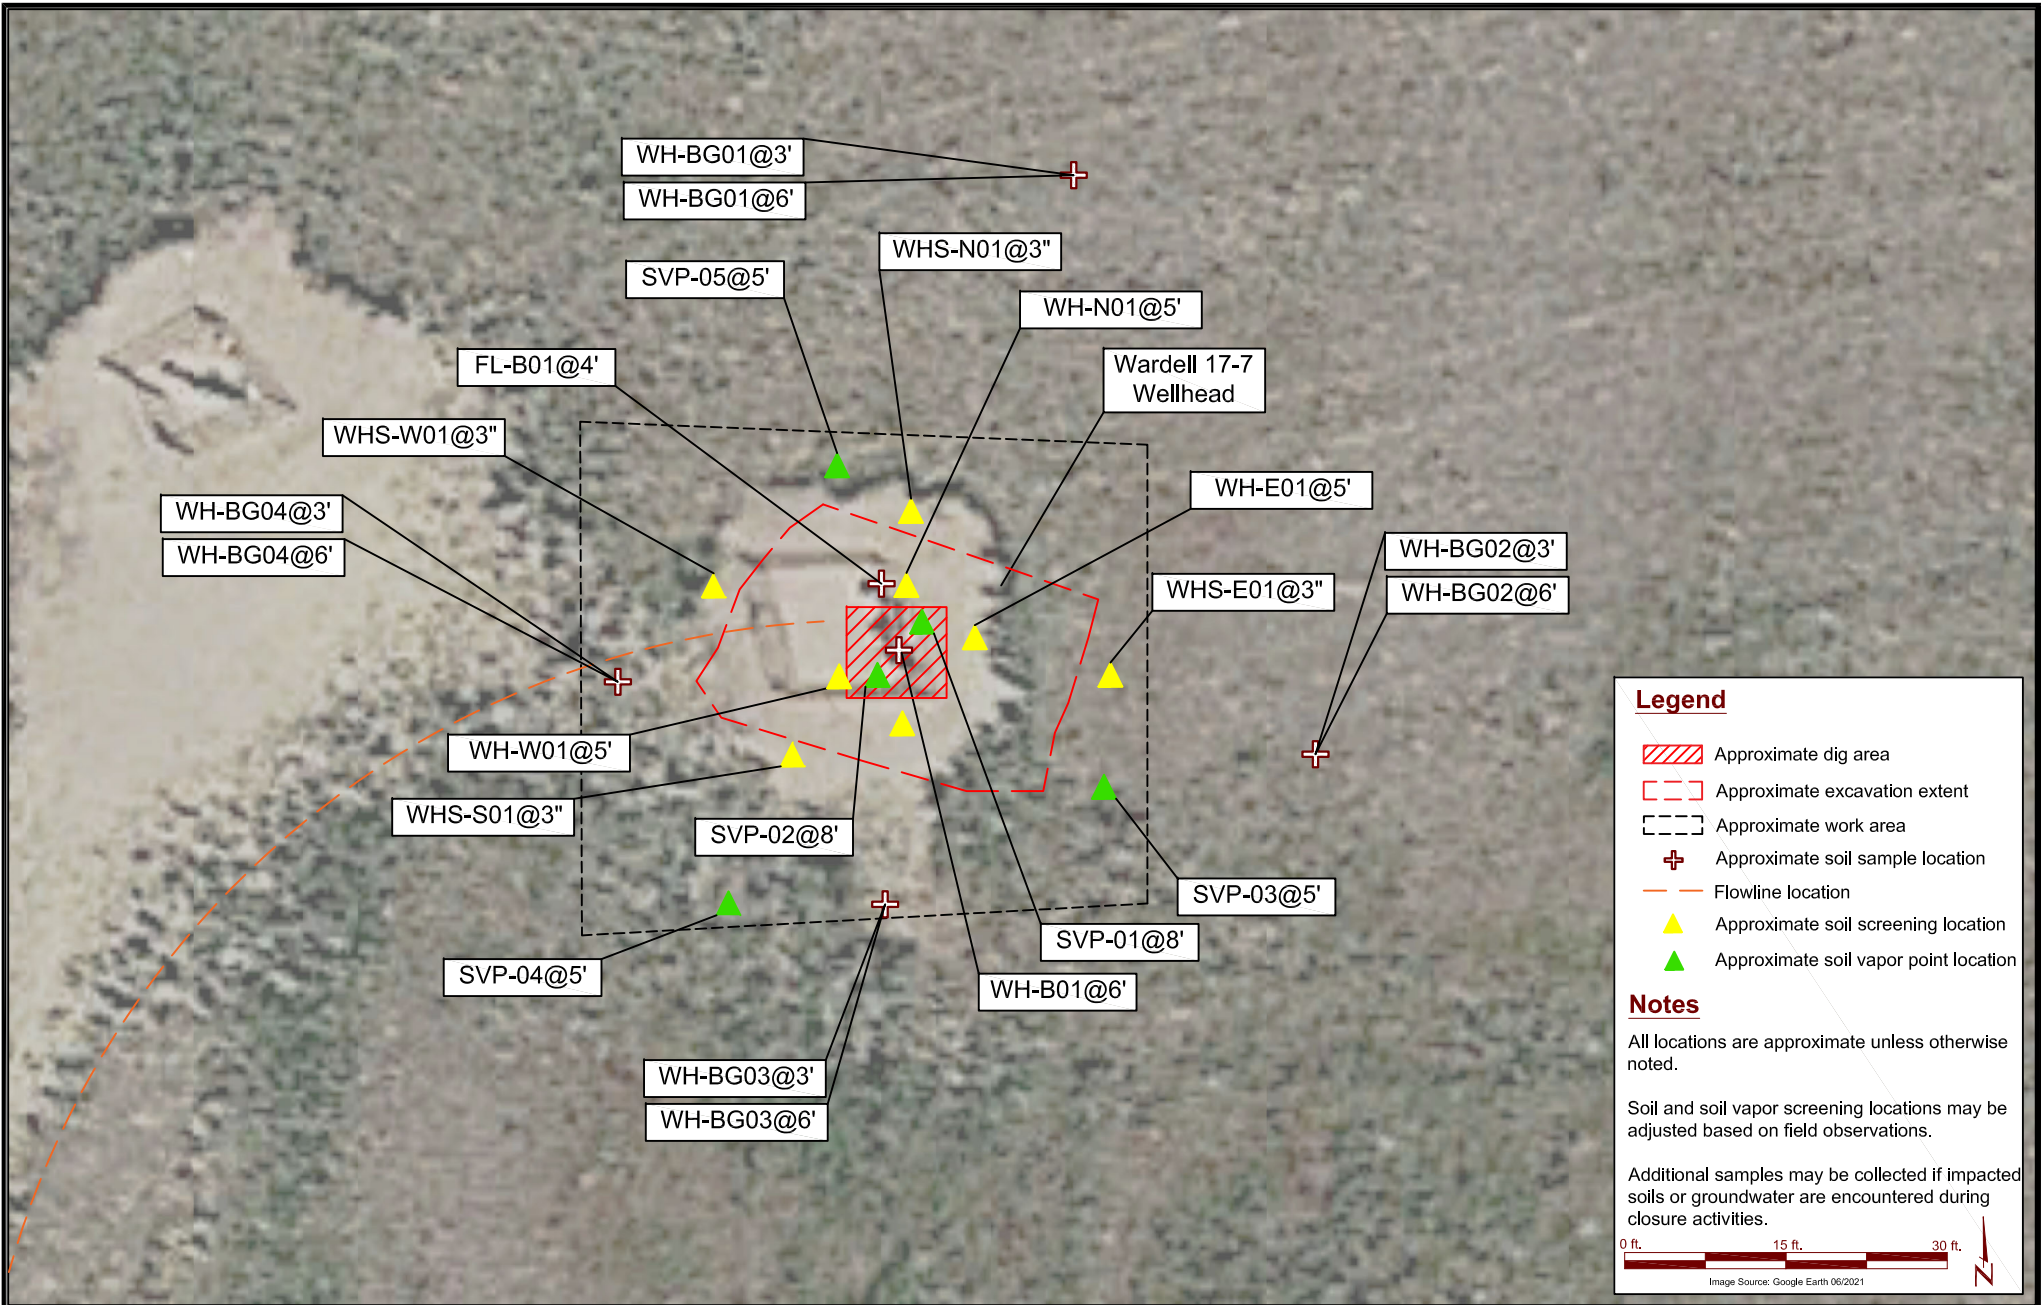 WH-BG01@3'
WH-BG01@6'
WHS-N01@3"
SVP-05@5'
WH-N01@5'
FL-B01@4'
Wardell 17-7
Wellhead
WHS-W01@3"
WH-E01@5'
WH-BG04@3'
WH-BG04@6'
WH-BG02@3'
WH-BG02@6'
WHS-E01@3"
WH-W01@5'
WHS-S01@3"
SVP-02@8'
SVP-03@5'
SVP-01@8'
SVP-04@5'
WH-B01@6'
WH-BG03@3'
WH-BG03@6'
Legend
Approximate dig area
Approximate excavation extent
Approximate work area
Approximate soil sample location
Flowline location
Approximate soil screening location
Approximate soil vapor point location
Notes
All locations are approximate unless otherwise
noted.
Soil and soil vapor screening locations may be
adjusted based on field observations.
Additional samples may be collected if impacted
soils or groundwater are encountered during
closure activities.
0 ft. 15 ft. 30 ft.
N
Image Source: Google Earth 06/2021